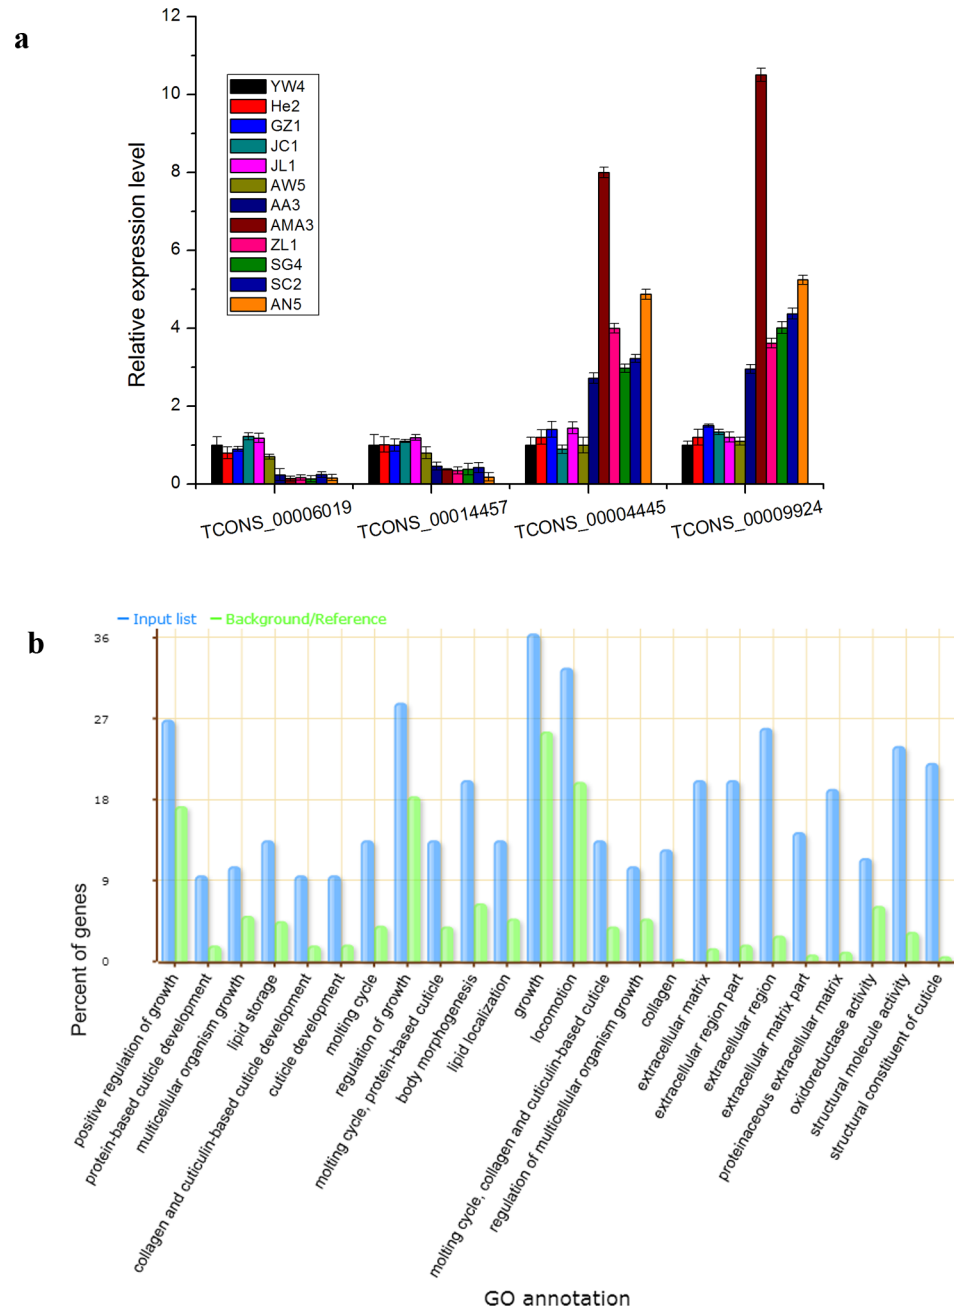 a
12
10
8
6
4
2
0
Relative expression level
YW4
He2
GZ1
JC1
JL1
AW5
AA3
AMA3
ZL1
SG4
SC2
AN5
TCONS_00006019
TCONS_00014457
TCONS_00004445
TCONS_00009924
b
Input list
Background/Reference
36
27
18
9
0
Percent of genes
positive regulation of growth
protein-based cuticle development
multicellular organism growth
lipid storage
collagen and cuticulin-based cuticle development
cuticle development
molting cycle
regulation of growth
molting cycle, protein-based cuticle
body morphogenesis
lipid localization
growth
locomotion
molting cycle, collagen and cuticulin-based cuticle
regulation of multicellular organism growth
collagen
extracellular matrix
extracellular region part
extracellular region
extracellular matrix part
proteinaceous extracellular matrix
oxidoreductase activity
structural molecule activity
structural constituent of cuticle
GO annotation